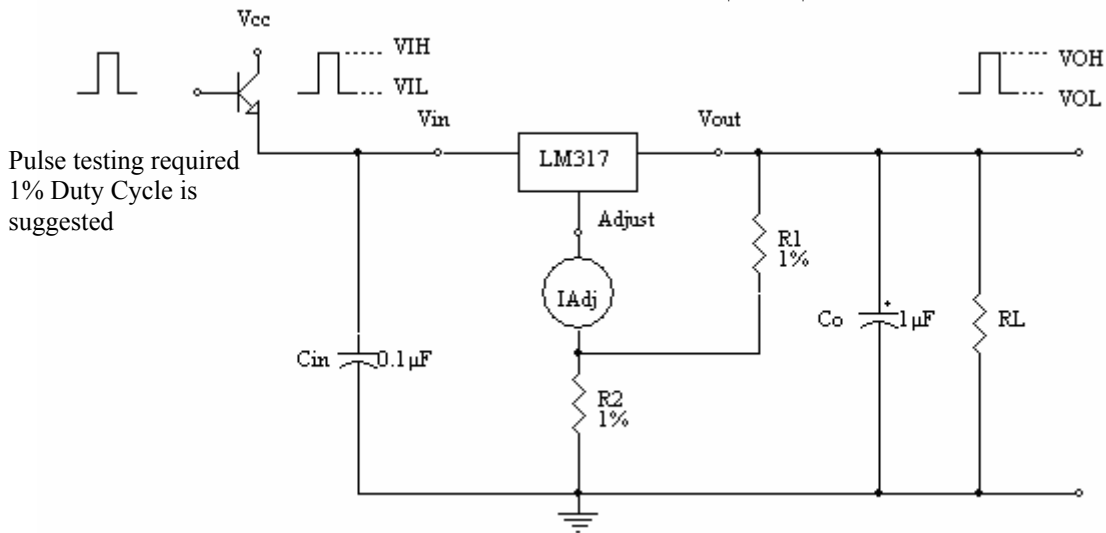 Vcc
VIH
VIL
VOH
VOL
Vin
Vout
Pulse testing required
1% Duty Cycle is
suggested
LM317
Adjust
R1
1%
IAdj
Co
1µF
RL
Cin
0.1µF
R2
1%